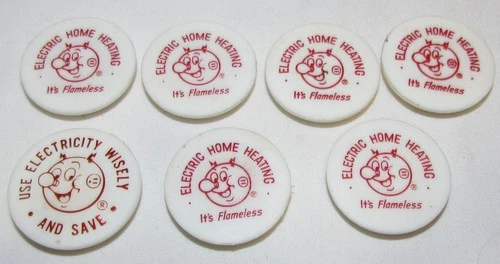 ELECTRIC HOME HEATING
· It's Flameless ·
®
ELECTRIC HOME HEATING
· It's Flameless ·
®
ELECTRIC HOME HEATING
· It's Flameless ·
®
ELECTRIC HOME HEATING
· It's Flameless ·
®
USE ELECTRICITY WISELY
• AND SAVE •
®
ELECTRIC HOME HEATING
· It's Flameless ·
®
ELECTRIC HOME HEATING
· It's Flameless ·
®